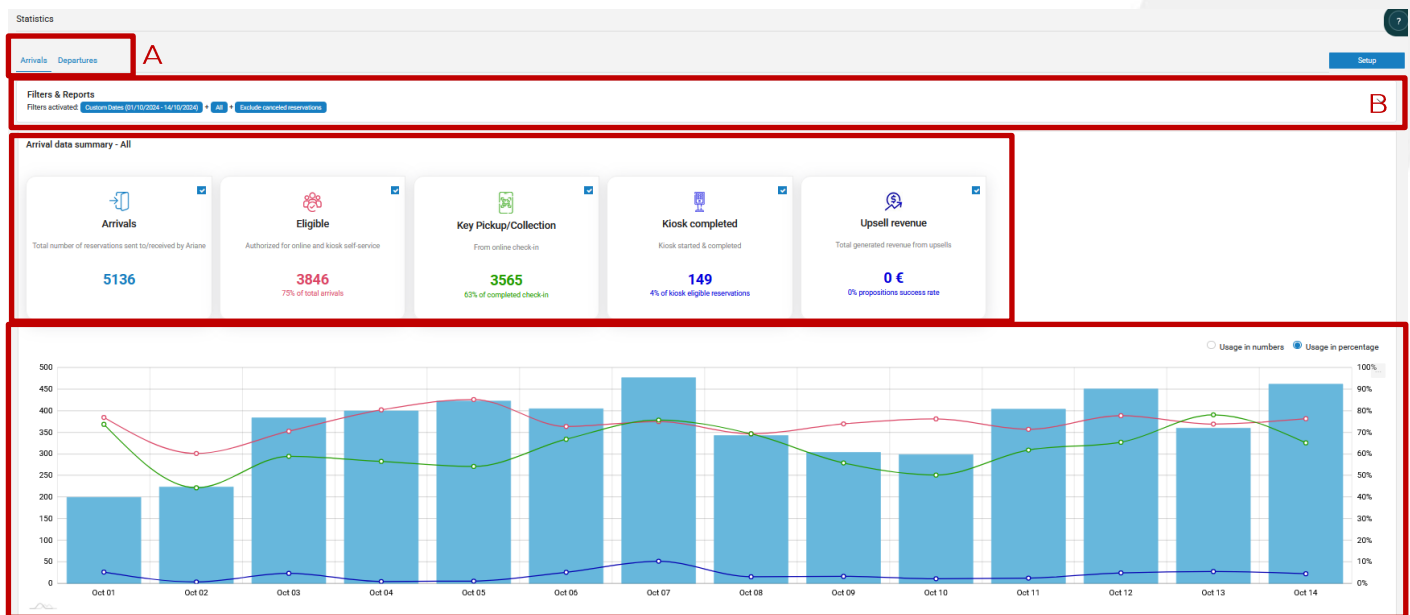 Statistics
?
Arrivals Departures
A
Setup
Filters & Reports
Filters activated: Custom Dates (01/10/2024 - 14/10/2024) + All + Exclude canceled reservations
B
Arrival data summary - All
Arrivals
Total number of reservations sent to/received by Ariane
5136
Eligible
Authorized for online and kiosk self-service
3846
75% of total arrivals
Key Pickup/Collection
From online check-in
3565
63% of completed check-in
Kiosk completed
Kiosk started & completed
149
4% of kiosk eligible reservations
Upsell revenue
Total generated revenue from upsells
0 €
0% propositions success rate
Usage in numbers Usage in percentage
500 100%
450 90%
400 80%
350 70%
300 60%
250 50%
200 40%
150 30%
100 20%
50 10%
0 0%
Oct 01 Oct 02 Oct 03 Oct 04 Oct 05 Oct 06 Oct 07 Oct 08 Oct 09 Oct 10 Oct 11 Oct 12 Oct 13 Oct 14